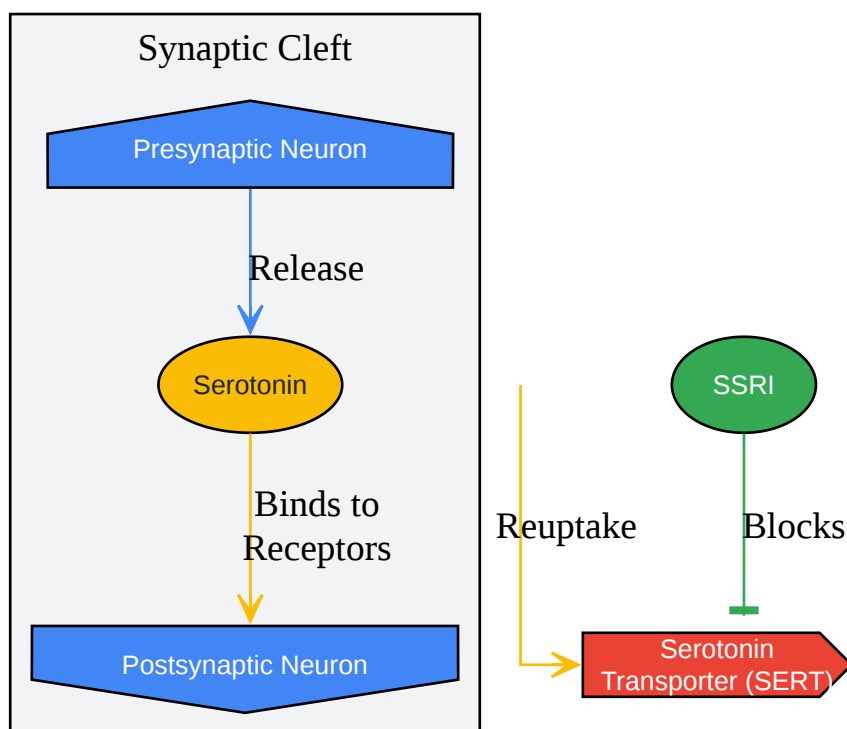 Synaptic Cleft
Presynaptic Neuron
Release
Serotonin
SSRI
Binds to
Receptors
Reuptake
Blocks
Postsynaptic Neuron
Serotonin
Transporter (SERT)